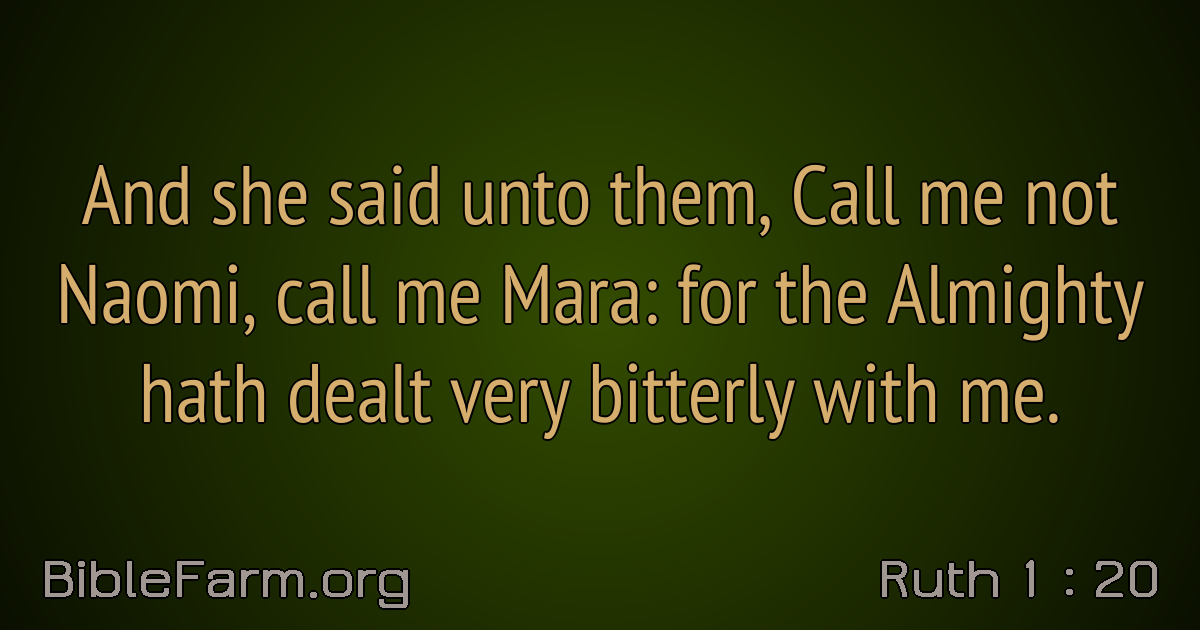 And she said unto them, Call me not
Naomi, call me Mara: for the Almighty
hath dealt very bitterly with me.
BibleFarm.org
Ruth 1 : 20